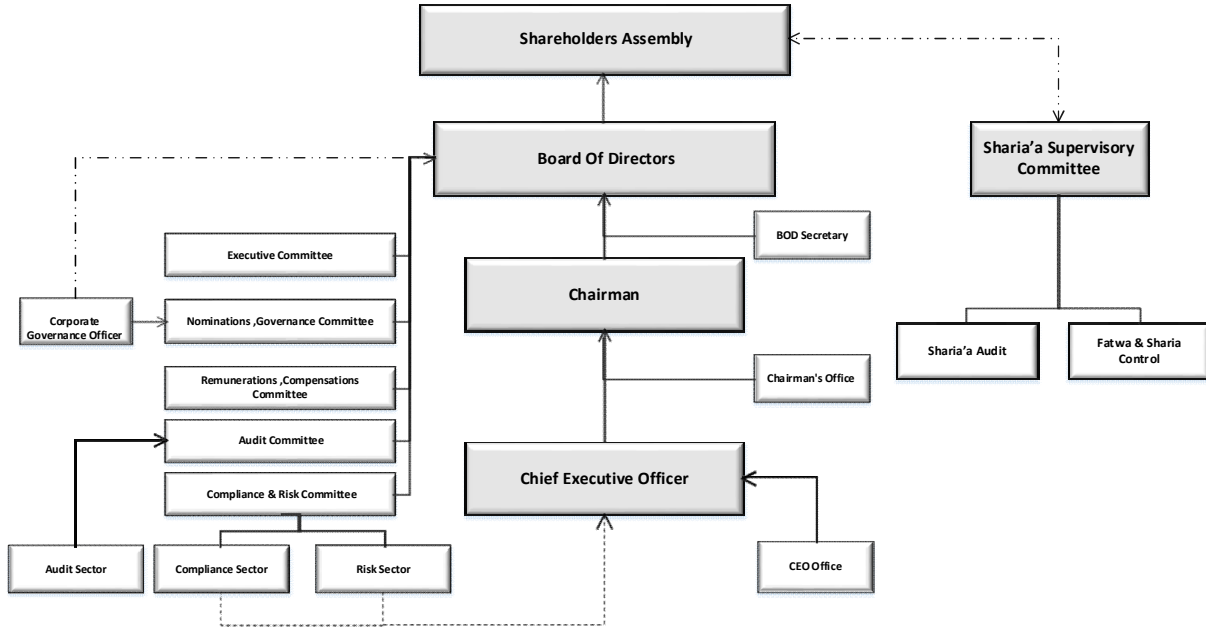 Shareholders Assembly
Board Of Directors
Sharia’a Supervisory
Committee
BOD Secretary
Executive Committee
Chairman
Corporate
Governance Officer
Nominations ,Governance Committee
Sharia’a Audit
Fatwa & Sharia
Control
Remunerations ,Compensations
Committee
Chairman's Office
Audit Committee
Chief Executive Officer
Compliance & Risk Committee
Audit Sector
Compliance Sector
Risk Sector
CEO Office